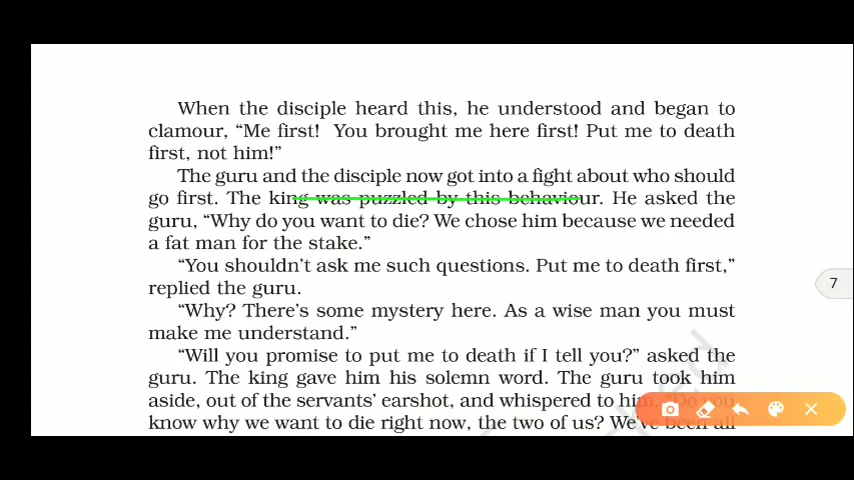 When the disciple heard this, he understood and began to
clamour, “Me first! You brought me here first! Put me to death
first, not him!”
The guru and the disciple now got into a fight about who should
go first. The king was puzzled by this behaviour. He asked the
guru, “Why do you want to die? We chose him because we needed
a fat man for the stake.”
“You shouldn’t ask me such questions. Put me to death first,”
replied the guru.
“Why? There’s some mystery here. As a wise man you must
make me understand.”
“Will you promise to put me to death if I tell you?” asked the
guru. The king gave him his solemn word. The guru took him
aside, out of the servants’ earshot, and whispered to him, “Do you
know why we want to die right now, the two of us? We’ve been all
7